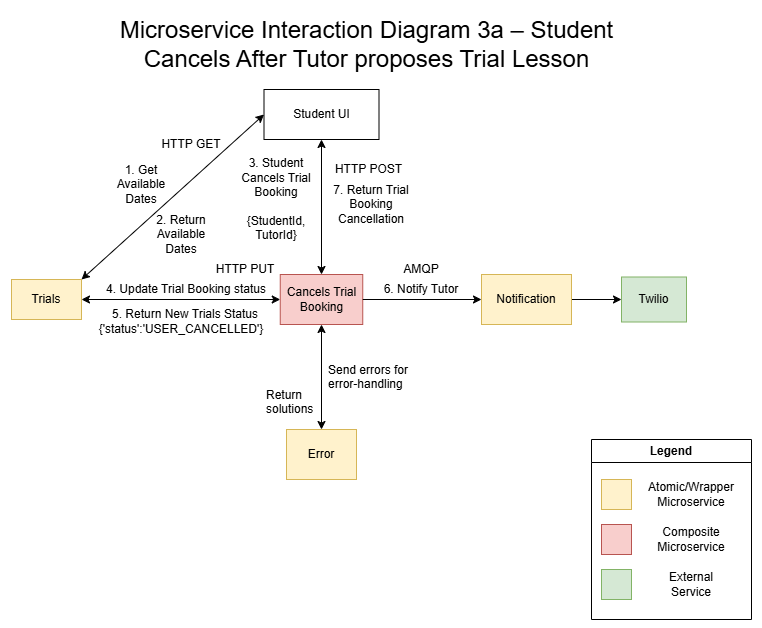 Microservice Interaction Diagram 3a – Student
Cancels After Tutor proposes Trial Lesson
Student UI
HTTP GET
1. Get
Available
Dates
2. Return
Available
Dates
3. Student
Cancels Trial
Booking
{StudentId,
TutorId}
HTTP POST
7. Return Trial
Booking
Cancellation
Trials
HTTP PUT
4. Update Trial Booking status
5. Return New Trials Status
{'status':'USER_CANCELLED'}
Cancels Trial
Booking
AMQP
6. Notify Tutor
Notification
Twilio
Send errors for
error-handling
Return
solutions
Error
Legend
Atomic/Wrapper
Microservice
Composite
Microservice
External
Service